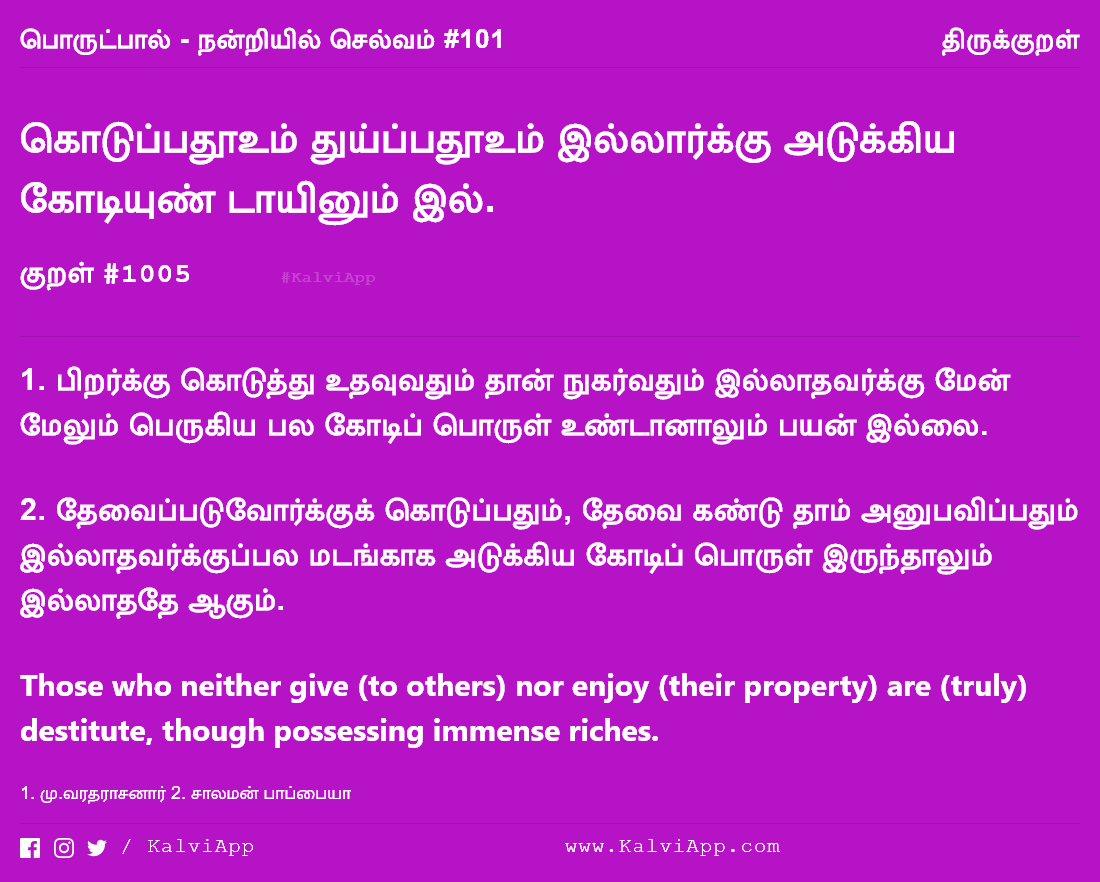 பொருட்பால் - நன்றியில் செல்வம் #101 திருக்குறள்
கொடுப்பதூஉம் துய்ப்பதூஉம் இல்லார்க்கு அடுக்கிய
கோடியுண் டாயினும் இல்.
குறள் #1005 #KalviApp
1. பிறர்க்கு கொடுத்து உதவுவதும் தான் நுகர்வதும் இல்லாதவர்க்கு மேன்
மேலும் பெருகிய பல கோடிப் பொருள் உண்டானாலும் பயன் இல்லை.
2. தேவைப்படுவோர்க்குக் கொடுப்பதும், தேவை கண்டு தாம் அனுபவிப்பதும்
இல்லாதவர்க்குப்பல மடங்காக அடுக்கிய கோடிப் பொருள் இருந்தாலும்
இல்லாததே ஆகும்.
Those who neither give (to others) nor enjoy (their property) are (truly)
destitute, though possessing immense riches.
1. மு.வரதராசனார் 2. சாலமன் பாப்பையா
/ KalviApp www.KalviApp.com